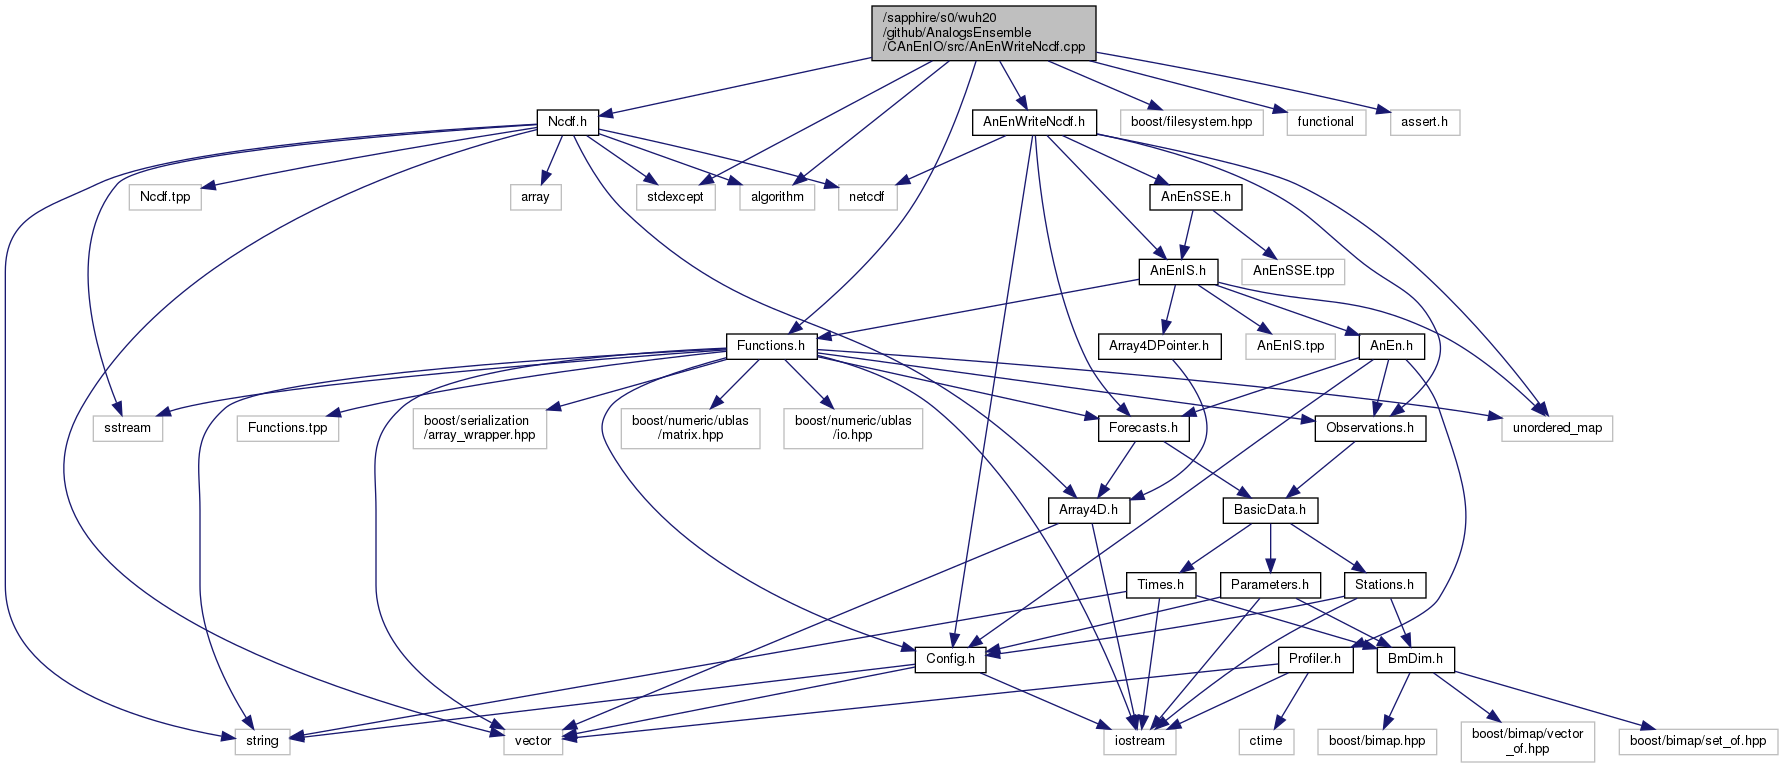 /sapphire/s0/wuh20
/github/AnalogsEnsemble
/CAnEnIO/src/AnEnWriteNcdf.cpp
Ncdf.h
AnEnWriteNcdf.h
boost/filesystem.hpp
functional
assert.h
Ncdf.tpp
array
stdexcept
algorithm
netcdf
AnEnSSE.h
AnEnIS.h
AnEnSSE.tpp
Functions.h
Array4DPointer.h
AnEnIS.tpp
AnEn.h
sstream
Functions.tpp
boost/serialization
/array_wrapper.hpp
boost/numeric/ublas
/matrix.hpp
boost/numeric/ublas
/io.hpp
Forecasts.h
Observations.h
unordered_map
Array4D.h
BasicData.h
Times.h
Parameters.h
Stations.h
Config.h
Profiler.h
BmDim.h
string
vector
iostream
ctime
boost/bimap.hpp
boost/bimap/vector
_of.hpp
boost/bimap/set_of.hpp